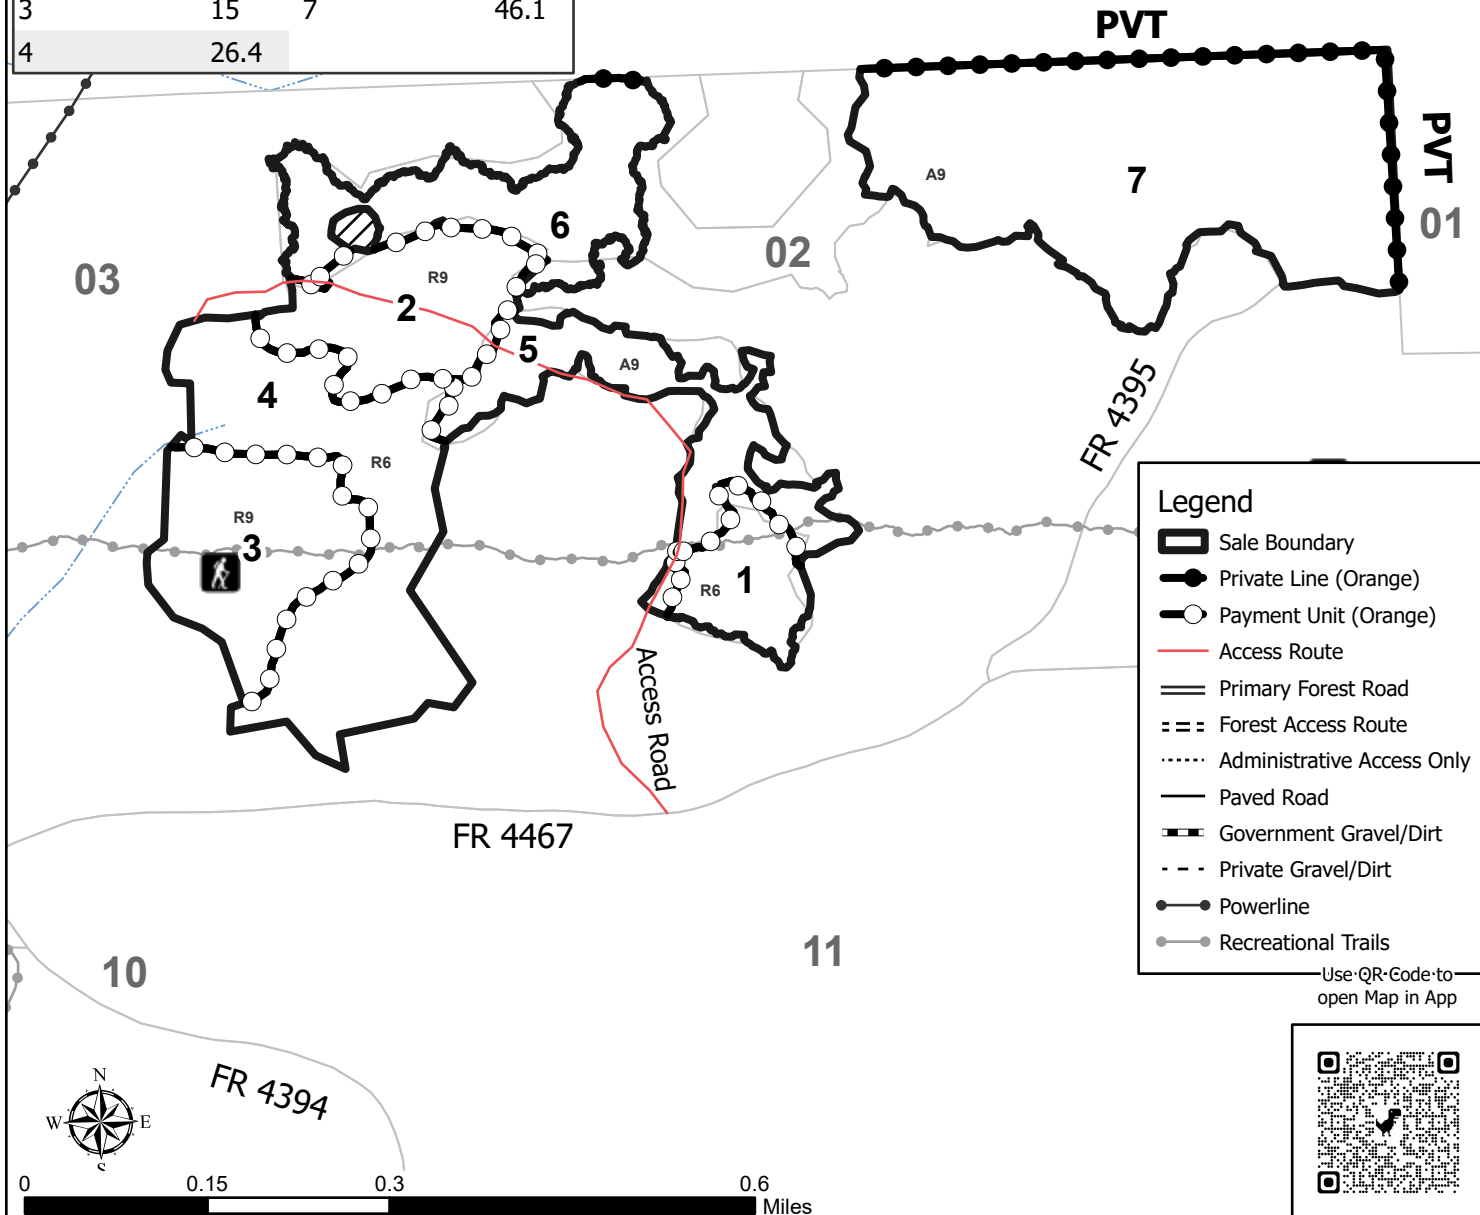 3 15 7 46.1
4 26.4
PVT
PVT
01
02
03
A9
7
6
R9
2
5
A9
4
R6
R9
3
R6
1
FR 4395
Access Road
FR 4467
10
11
FR 4394
Legend
Sale Boundary
Private Line (Orange)
Payment Unit (Orange)
Access Route
Primary Forest Road
Forest Access Route
Administrative Access Only
Paved Road
Government Gravel/Dirt
Private Gravel/Dirt
Powerline
Recreational Trails
Use QR Code to
open Map in App
N
W E
S
0 0.15 0.3 0.6
Miles